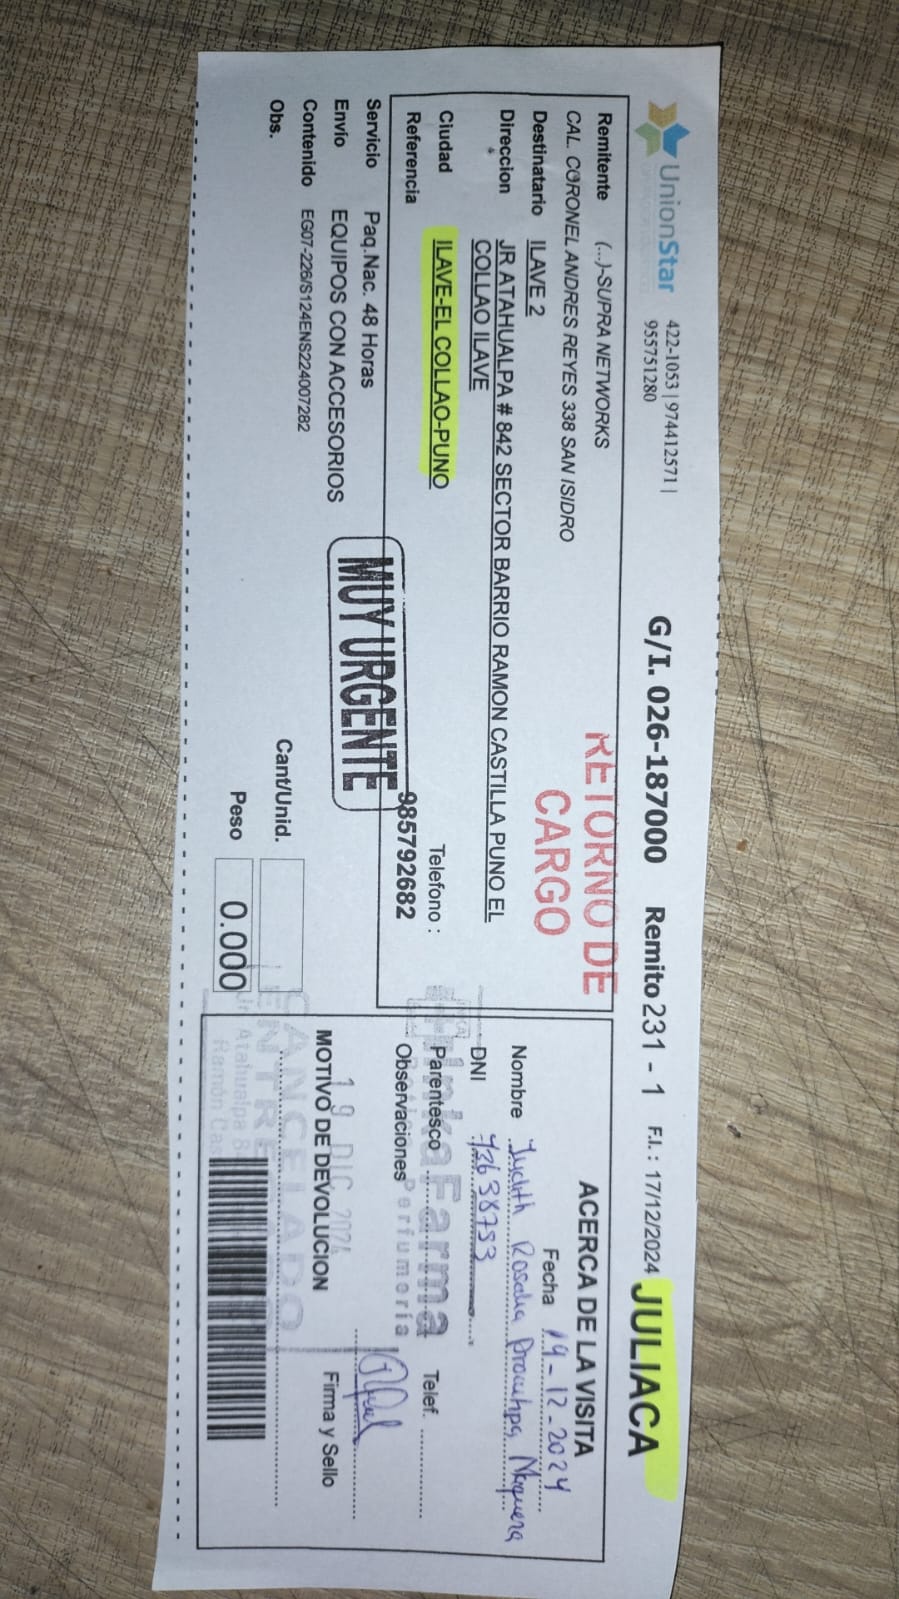 UnionStar
422-1053 | 974412571 |
955751280
G/I. 026-187000 Remito 231 - 1 F.I. : 17/12/2024 JULIACA
Remitente (...)-SUPRA NETWORKS
CAL. CORONEL ANDRES REYES 338 SAN ISIDRO
RETORNO DE
CARGO
Destinatario ILAVE 2
Direccion JR ATAHUALPA # 842 SECTOR BARRIO RAMON CASTILLA PUNO EL
COLLAO ILAVE
Ciudad ILAVE-EL COLLAO-PUNO
Telefono :
Referencia 985792682
Servicio Paq.Nac. 48 Horas
Envio EQUIPOS CON ACCESORIOS
Contenido EG07-226/S124ENS224007282
Obs.
MUY URGENTE
Cant/Unid.
Peso 0.000
ACERCA DE LA VISITA
Fecha 19-12-2024
Nombre Judith Rosalia
DNI 73638753
Parentesco
Telef.
Observaciones
inkaFarma
Perfumeria
19 DIC 2024
MOTIVO DE DEVOLUCION
Firma y Sello
CANCELADO
Jr. Atahualpa